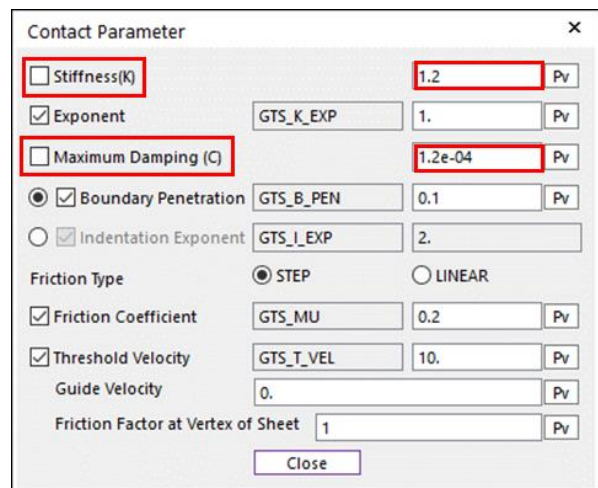 Contact Parameter ×
Stiffness(K) 1.2 Pv
Exponent GTS_K_EXP 1. Pv
Maximum Damping (C) 1.2e-04 Pv
Boundary Penetration GTS_B_PEN 0.1 Pv
Indentation Exponent GTS_I_EXP 2.
Friction Type STEP LINEAR
Friction Coefficient GTS_MU 0.2 Pv
Threshold Velocity GTS_T_VEL 10. Pv
Guide Velocity 0. Pv
Friction Factor at Vertex of Sheet 1 Pv
Close